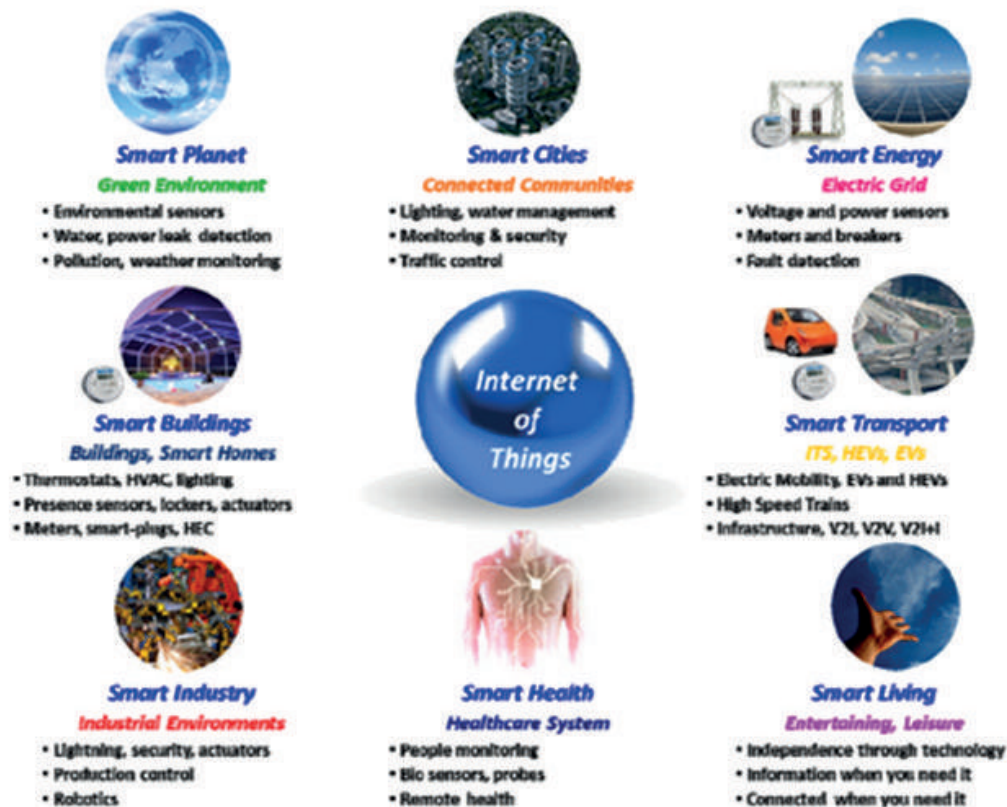 Smart Planet
Green Environment
• Environmental sensors
• Water, power leak detection
• Pollution, weather monitoring
Smart Cities
Connected Communities
• Lighting, water management
• Monitoring & security
• Traffic control
Smart Energy
Electric Grid
• Voltage and power sensors
• Meters and breakers
• Fault detection
Smart Buildings
Buildings, Smart Homes
• Thermostats, HVAC, lighting
• Presence sensors, lockers, actuators
• Meters, smart-plugs, HEC
Internet
of
Things
Smart Transport
ITS, HEVs, EVs
• Electric Mobility, EVs and HEVs
• High Speed Trains
• Infrastructure, V2I, V2V, V2I+I
Smart Industry
Industrial Environments
• Lightning, security, actuators
• Production control
• Robotics
Smart Health
Healthcare System
• People monitoring
• Bio sensors, probes
• Remote health
Smart Living
Entertaining, Leisure
• Independence through technology
• Information when you need it
• Connected when you need it